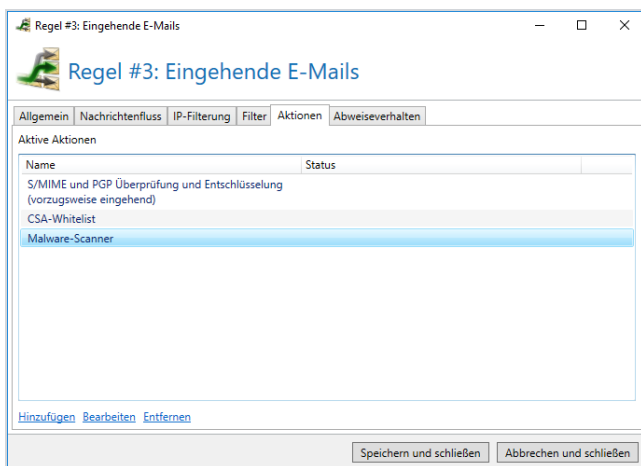 Regel #3: Eingehende E-Mails
Regel #3: Eingehende E-Mails
Allgemein Nachrichtenfluss IP-Filterung Filter Aktionen Abweiseverhalten
Aktive Aktionen
Name Status
S/MIME und PGP Überprüfung und Entschlüsselung
(vorzugsweise eingehend)
CSA-Whitelist
Malware-Scanner
Hinzufügen Bearbeiten Entfernen
Speichern und schließen Abbrechen und schließen